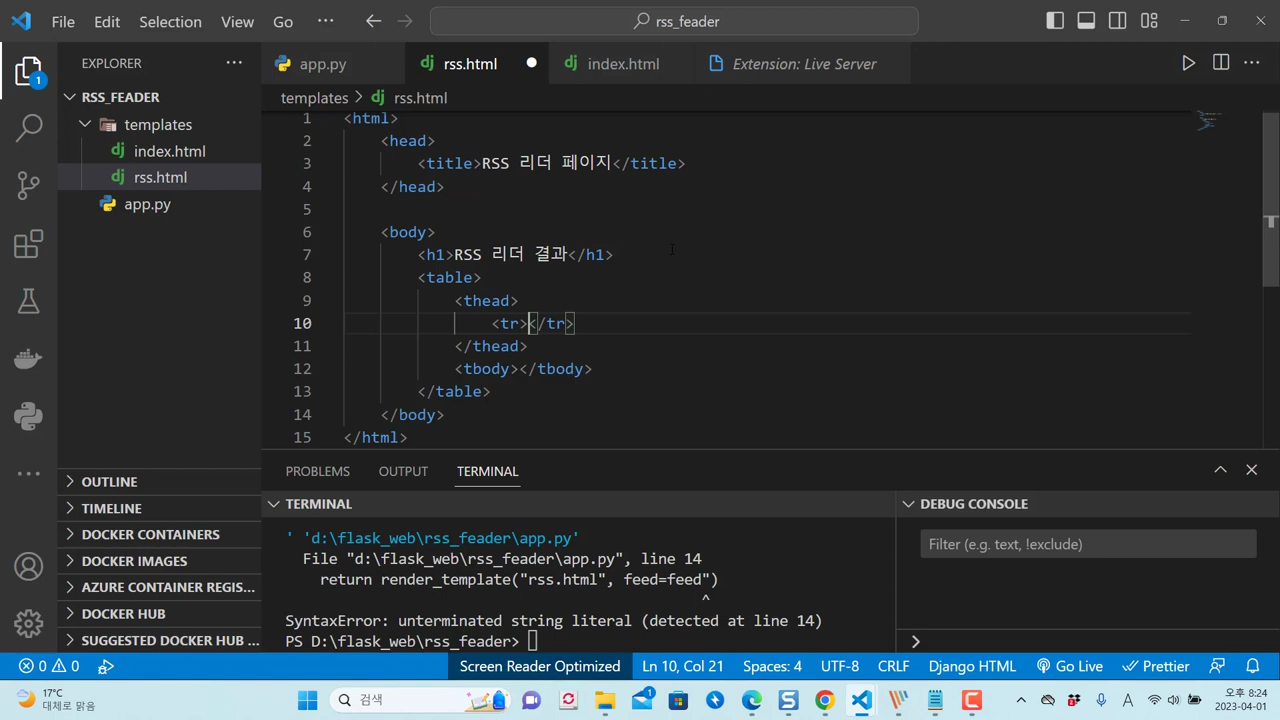 File Edit Selection View Go ··· rss_feader
EXPLORER ···
app.py rss.html index.html Extension: Live Server ···
RSS_FEADER
templates > rss.html
templates
index.html
rss.html
app.py
1 <html>
2 <head>
3 <title>RSS 리더 페이지</title>
4 </head>
5
6 <body>
7 <h1>RSS 리더 결과</h1>
8 <table>
9 <thead>
10 <tr></tr>
11 </thead>
12 <tbody></tbody>
13 </table>
14 </body>
15 </html>
OUTLINE
TIMELINE
DOCKER CONTAINERS
DOCKER IMAGES
AZURE CONTAINER REGIS...
DOCKER HUB
SUGGESTED DOCKER HUB ...
1
PROBLEMS OUTPUT TERMINAL
TERMINAL
' 'd:\flask_web\rss_feader\app.py'
File "d:\flask_web\rss_feader\app.py", line 14
return render_template("rss.html", feed=feed")
^
SyntaxError: unterminated string literal (detected at line 14)
PS D:\flask_web\rss_feader>
DEBUG CONSOLE
Filter (e.g. text, !exclude)
>
0 0 Screen Reader Optimized Ln 10, Col 21 Spaces: 4 UTF-8 CRLF Django HTML Go Live Prettier
17°C
대체로 맑음
검색
1
A
오후 8:24
2023-04-01